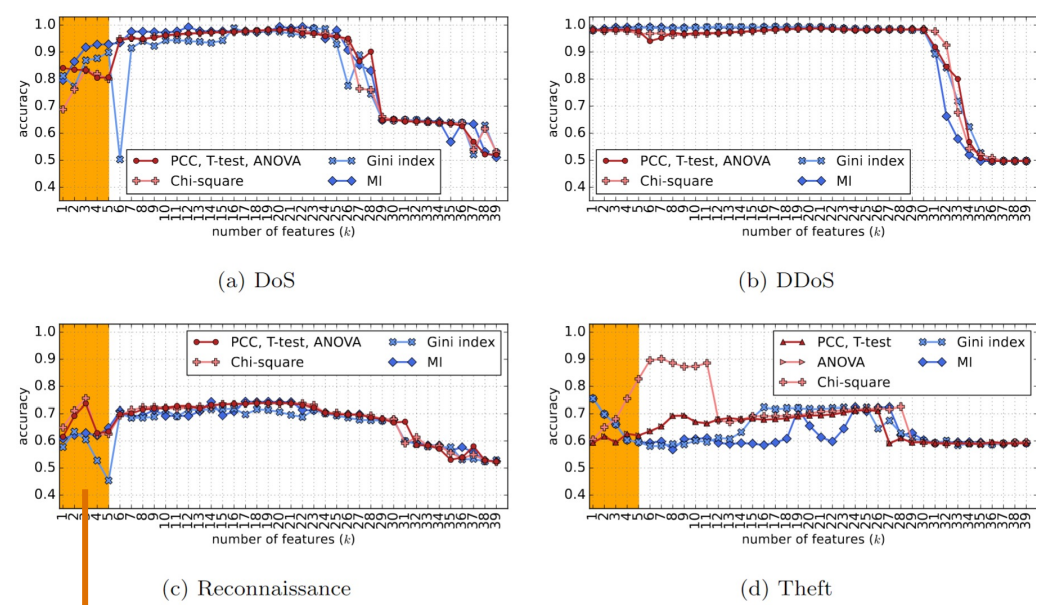 accuracy
1.0
0.9
0.8
0.7
0.6
0.5
0.4
PCC, T-test, ANOVA
Chi-square
Gini index
MI
1 2 3 4 5 6 7 8 9 10 11 12 13 14 15 16 17 18 19 20 21 22 23 24 25 26 27 28 29 30 31 32 33 34 35 36 37 38 39
number of features (k)
(a) DoS
accuracy
1.0
0.9
0.8
0.7
0.6
0.5
0.4
PCC, T-test, ANOVA
Chi-square
Gini index
MI
1 2 3 4 5 6 7 8 9 10 11 12 13 14 15 16 17 18 19 20 21 22 23 24 25 26 27 28 29 30 31 32 33 34 35 36 37 38 39
number of features (k)
(b) DDoS
accuracy
1.0
0.9
0.8
0.7
0.6
0.5
0.4
PCC, T-test, ANOVA
Chi-square
Gini index
MI
1 2 3 4 5 6 7 8 9 10 11 12 13 14 15 16 17 18 19 20 21 22 23 24 25 26 27 28 29 30 31 32 33 34 35 36 37 38 39
number of features (k)
(c) Reconnaissance
accuracy
1.0
0.9
0.8
0.7
0.6
0.5
0.4
PCC, T-test
ANOVA
Chi-square
Gini index
MI
1 2 3 4 5 6 7 8 9 10 11 12 13 14 15 16 17 18 19 20 21 22 23 24 25 26 27 28 29 30 31 32 33 34 35 36 37 38 39
number of features (k)
(d) Theft